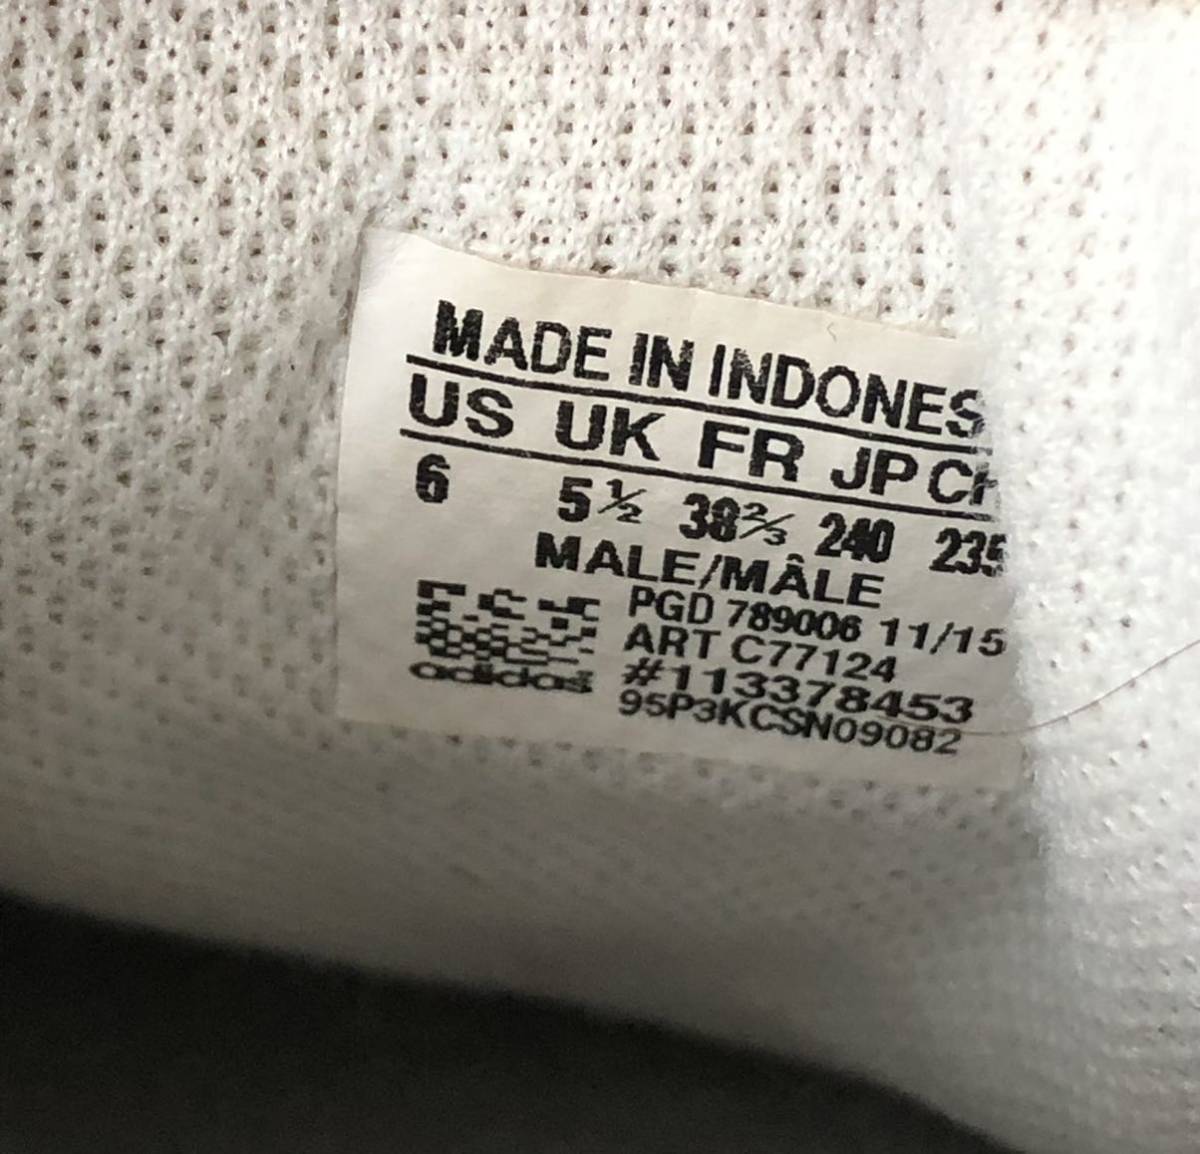 MADE IN INDONES
US UK FR JP CH
6 5½ 38⅔ 240 235
MALE/MÂLE
PGD 789006 11/15
ART C77124
#113378453
95P3KCSN09082
adidas